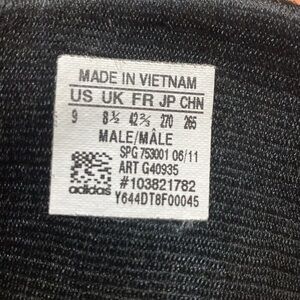 MADE IN VIETNAM
US UK FR JP CHN
9 8½ 42⅔ 270 265
MALE/MÂLE
SPG 753001 06/11
ART G40935
#103821782
adidas Y644DT8F00045